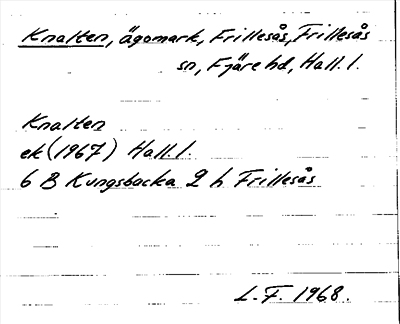 Knalten, ägomark, Frillesås, Frillesås
sn, Fjäre hd, Hall. l.
Knalten
ek (1967) Hall. l.
6 B Kungsbacka 2 h Frillesås
L. F. 1968.